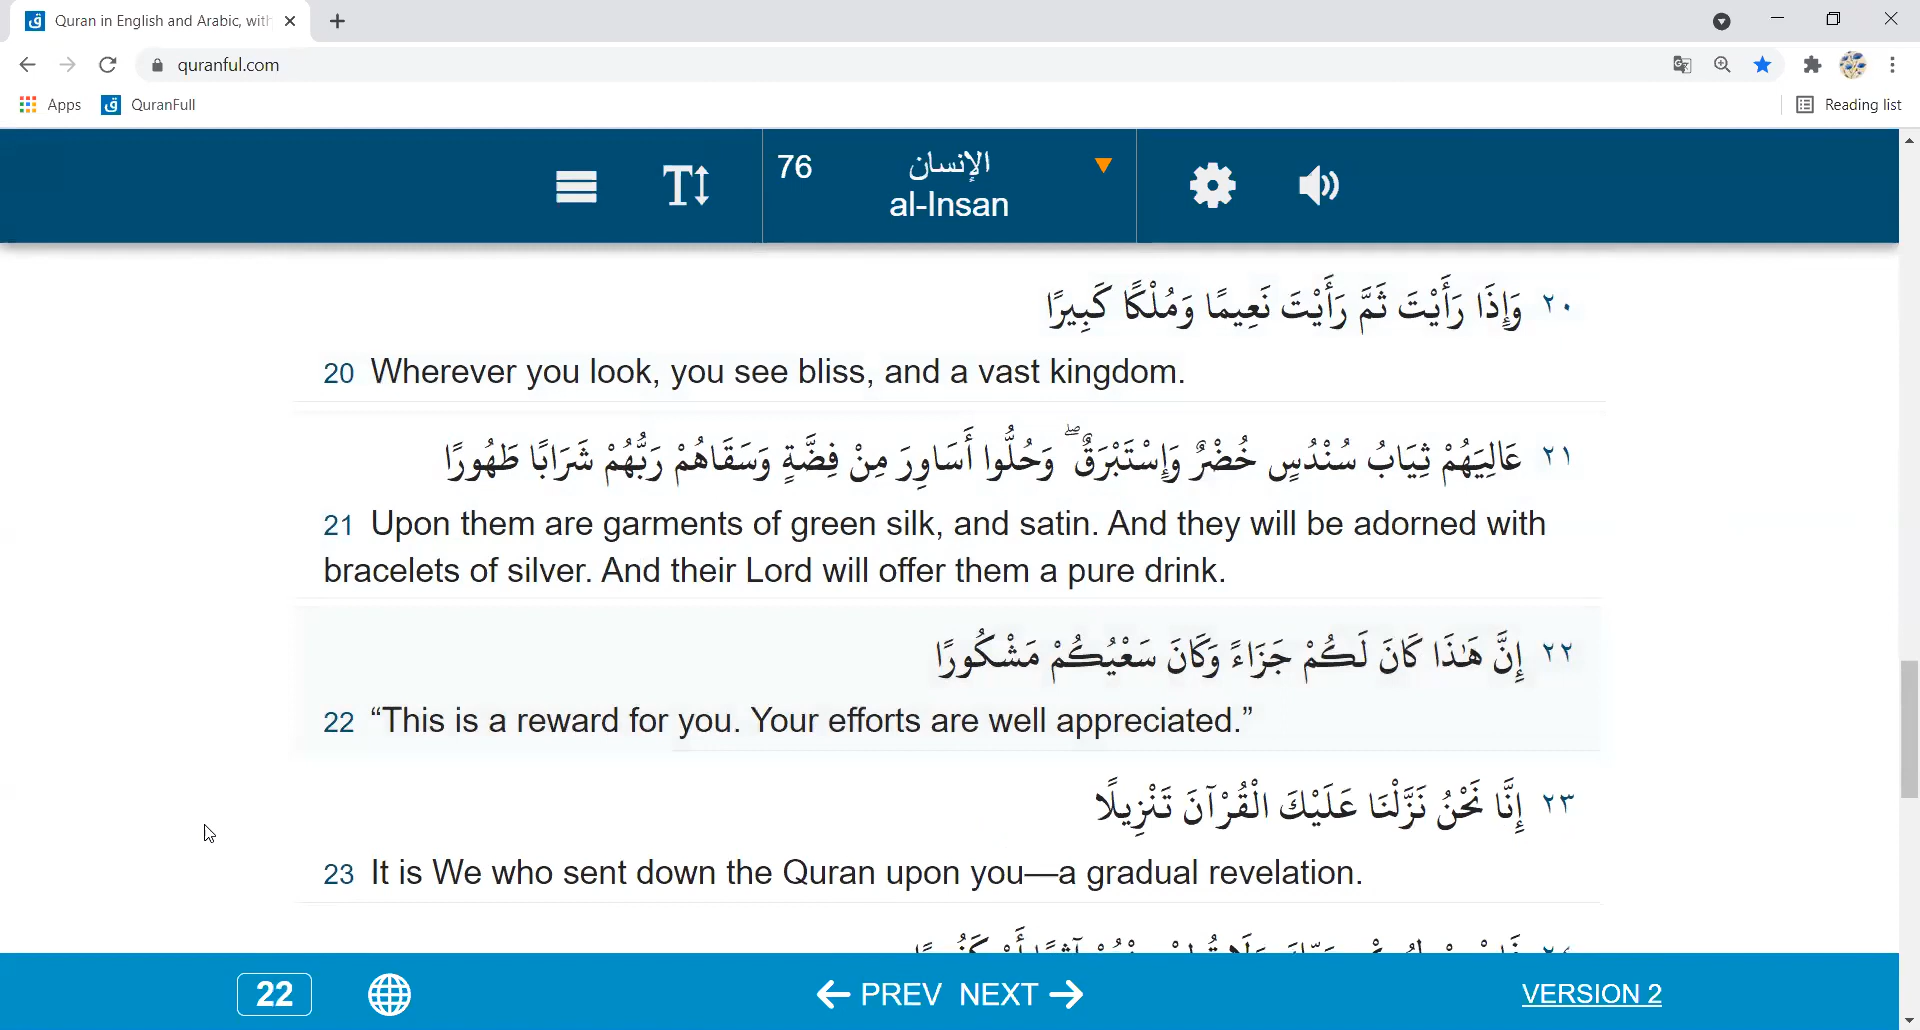 Quran in English and Arabic, with
quranful.com
Apps QuranFull Reading list
76 الإنسان
al-Insan
٢٠ وَإِذَا رَأَيْتَ ثَمَّ رَأَيْتَ نَعِيمًا وَمُلْكًا كَبِيرًا
20 Wherever you look, you see bliss, and a vast kingdom.
٢١ عَالِيَهُمْ ثِيَابُ سُنْدُسٍ خُضْرٌ وَإِسْتَبْرَقٌ ۖ وَحُلُّوا أَسَاوِرَ مِنْ فِضَّةٍ وَسَقَاهُمْ رَبُّهُمْ شَرَابًا طَهُورًا
21 Upon them are garments of green silk, and satin. And they will be adorned with
bracelets of silver. And their Lord will offer them a pure drink.
٢٢ إِنَّ هَٰذَا كَانَ لَكُمْ جَزَاءً وَكَانَ سَعْيُكُمْ مَشْكُورًا
22 “This is a reward for you. Your efforts are well appreciated.”
٢٣ إِنَّا نَحْنُ نَزَّلْنَا عَلَيْكَ الْقُرْآنَ تَنْزِيلًا
23 It is We who sent down the Quran upon you—a gradual revelation.
22 PREV NEXT VERSION 2